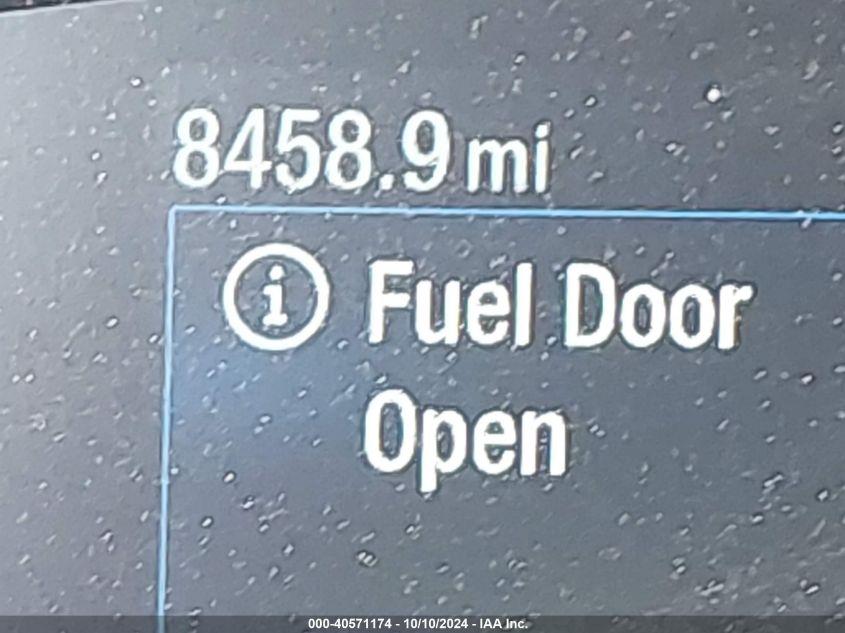 8458.9 mi
Fuel Door
Open
000-40571174 - 10/10/2024 - IAA Inc.